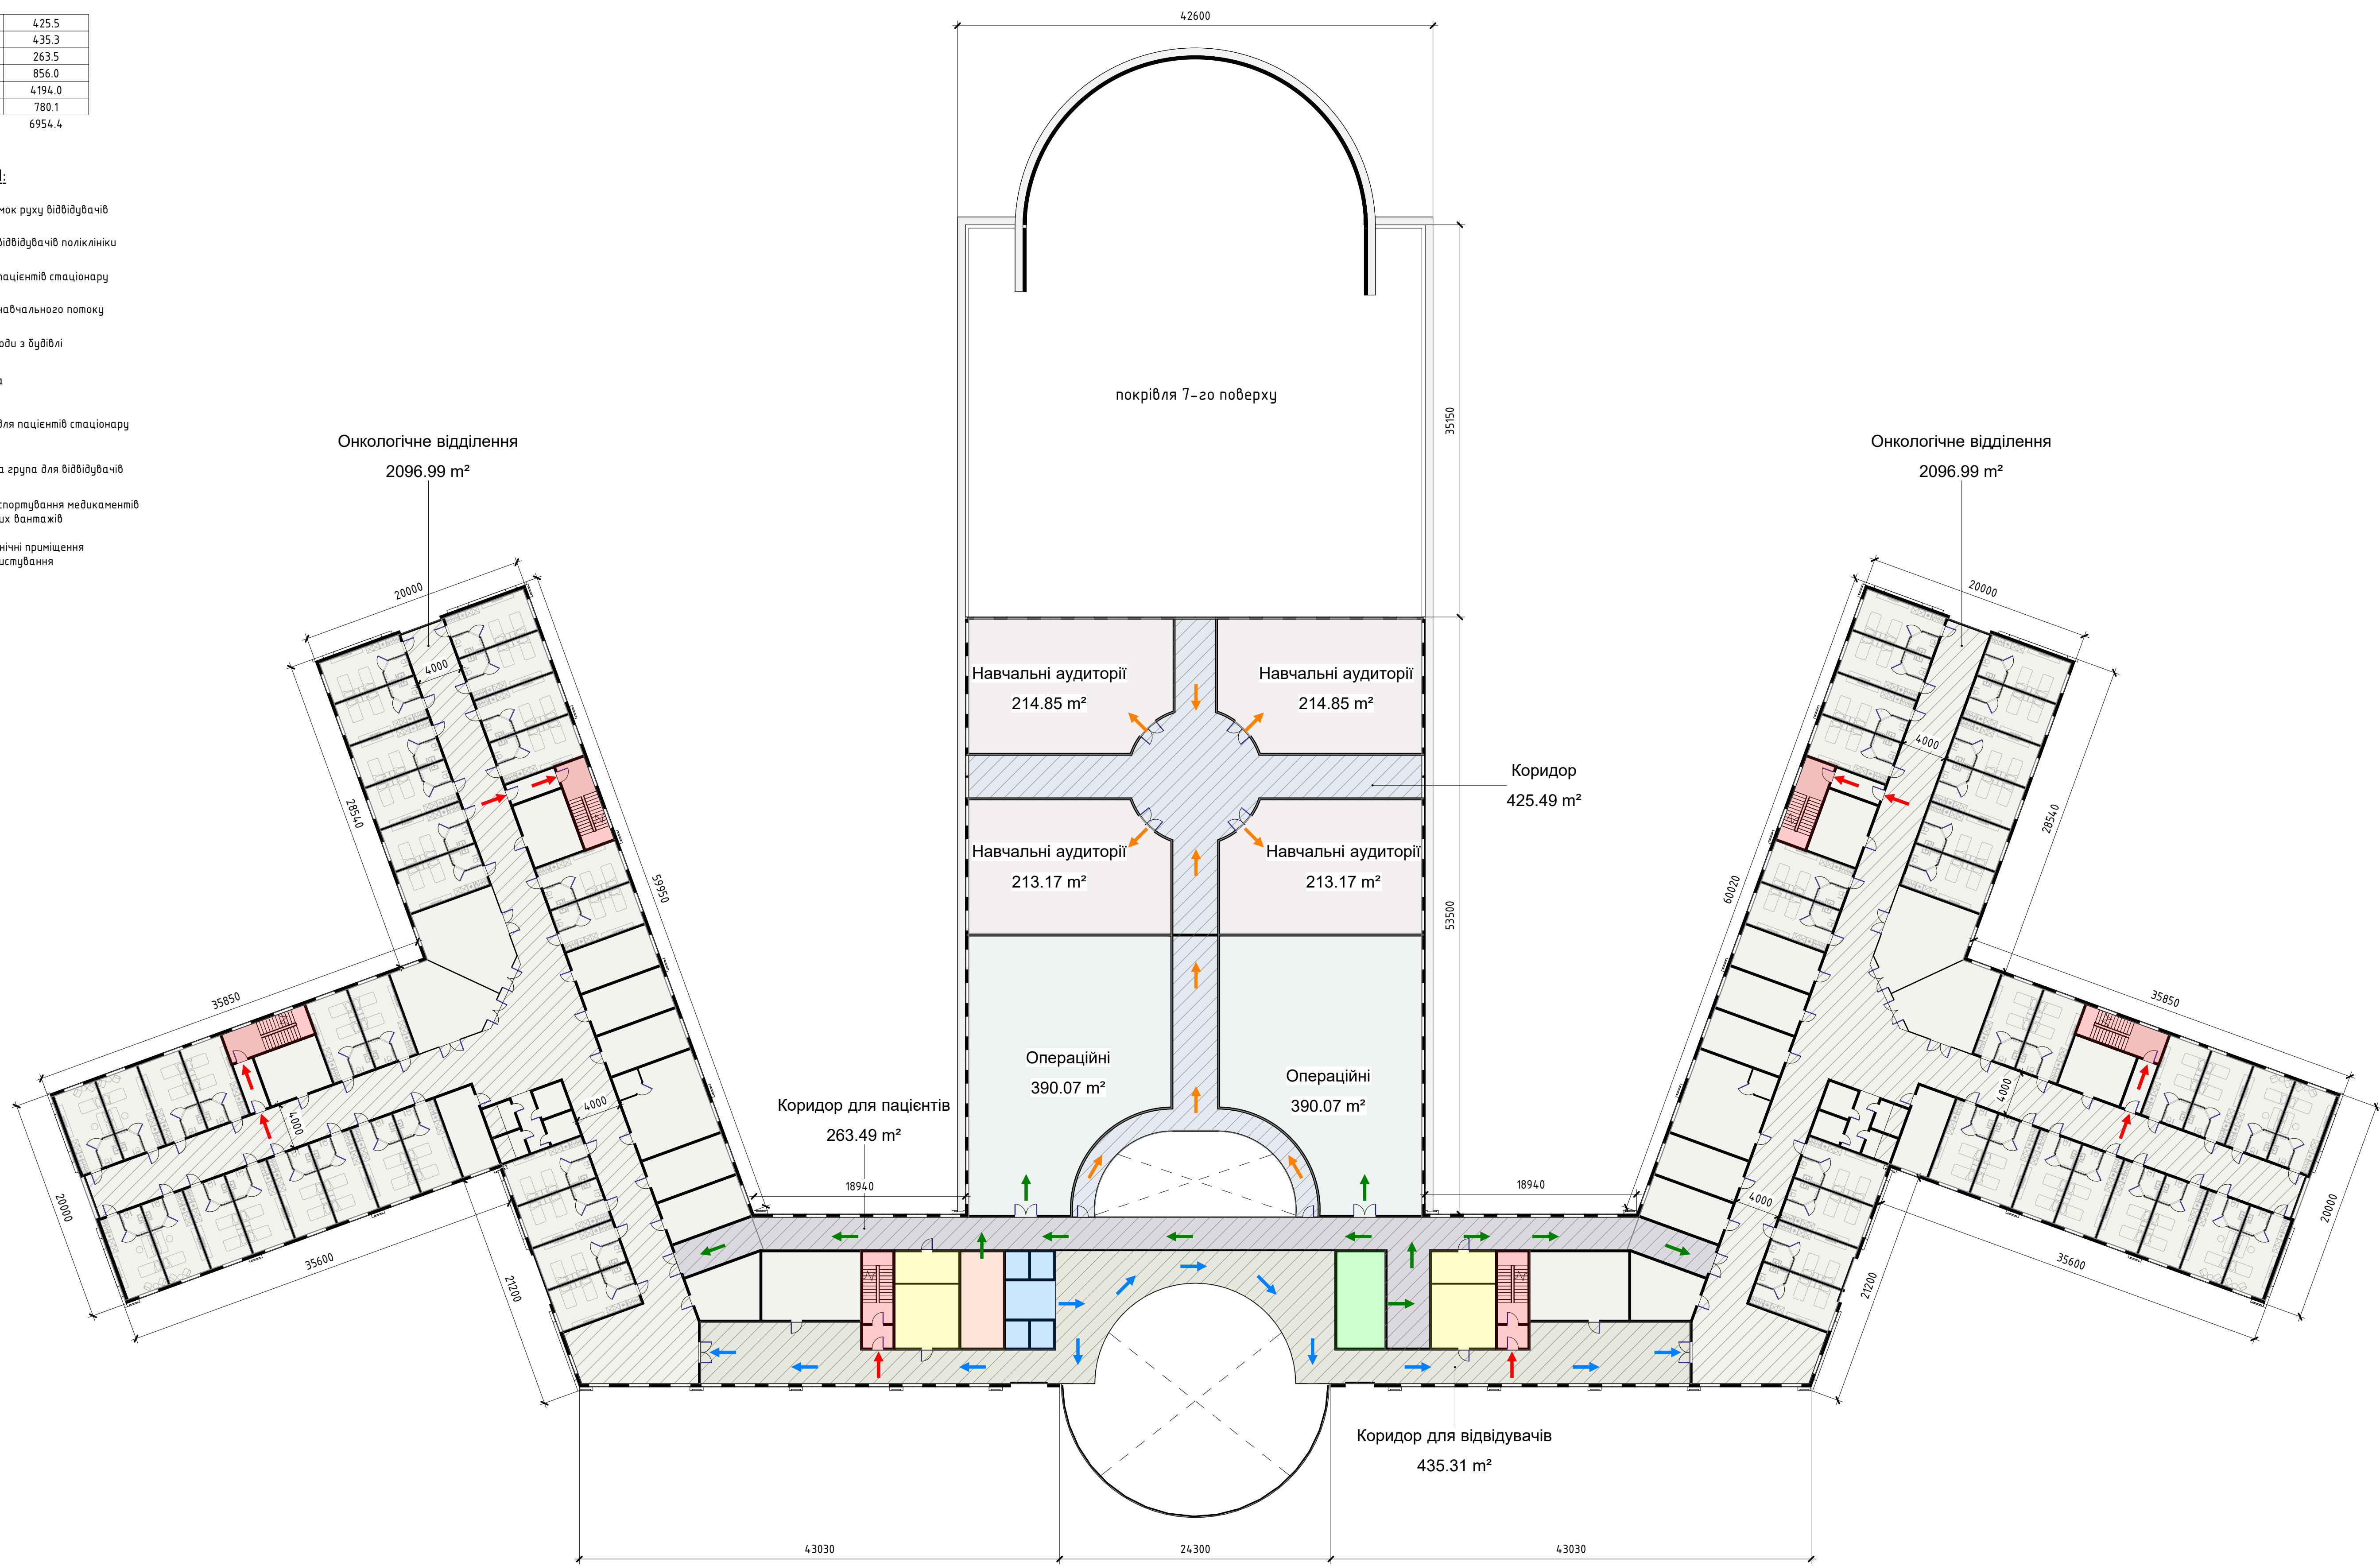 425.5
435.3
263.5
856.0
4194.0
780.1
6954.4
мок руху відвідувачів
відвідувачів поліклініки
пацієнтів стаціонару
навчального потоку
оди з будівлі
для пацієнтів стаціонару
а група для відвідувачів
спортування медикаментів
их вантажів
нічні приміщення
истування
42600
покрівля 7-го поверху
35150
Онкологічне відділення
2096.99 m²
Онкологічне відділення
2096.99 m²
20000
20000
4000
4000
28540
28540
59950
60020
Навчальні аудиторії
214.85 m²
Навчальні аудиторії
214.85 m²
Коридор
425.49 m²
Навчальні аудиторії
213.17 m²
Навчальні аудиторії
213.17 m²
53500
35850
35850
Операційні
390.07 m²
Операційні
390.07 m²
Коридор для пацієнтів
263.49 m²
4000
4000
4000
4000
18940
18940
20000
20000
35600
35600
21200
21200
Коридор для відвідувачів
435.31 m²
43030
24300
43030